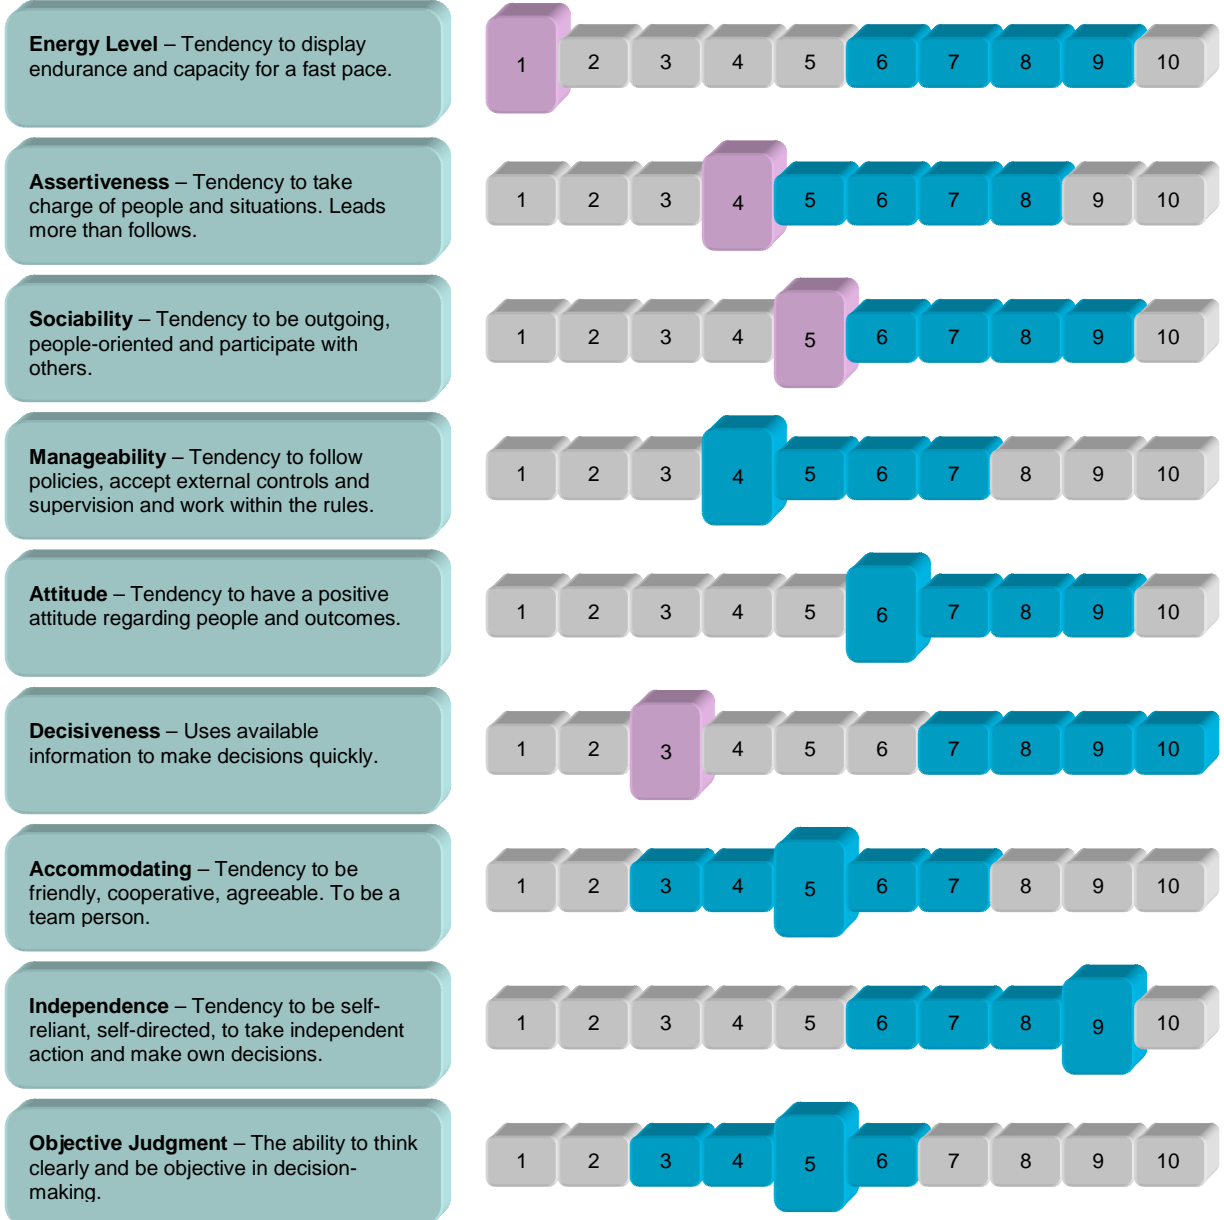 Energy Level – Tendency to display
endurance and capacity for a fast pace.
1 2 3 4 5 6 7 8 9 10
Assertiveness – Tendency to take
charge of people and situations. Leads
more than follows.
1 2 3 4 5 6 7 8 9 10
Sociability – Tendency to be outgoing,
people-oriented and participate with
others.
1 2 3 4 5 6 7 8 9 10
Manageability – Tendency to follow
policies, accept external controls and
supervision and work within the rules.
1 2 3 4 5 6 7 8 9 10
Attitude – Tendency to have a positive
attitude regarding people and outcomes.
1 2 3 4 5 6 7 8 9 10
Decisiveness – Uses available
information to make decisions quickly.
1 2 3 4 5 6 7 8 9 10
Accommodating – Tendency to be
friendly, cooperative, agreeable. To be a
team person.
1 2 3 4 5 6 7 8 9 10
Independence – Tendency to be self-
reliant, self-directed, to take independent
action and make own decisions.
1 2 3 4 5 6 7 8 9 10
Objective Judgment – The ability to think
clearly and be objective in decision-
making.
1 2 3 4 5 6 7 8 9 10